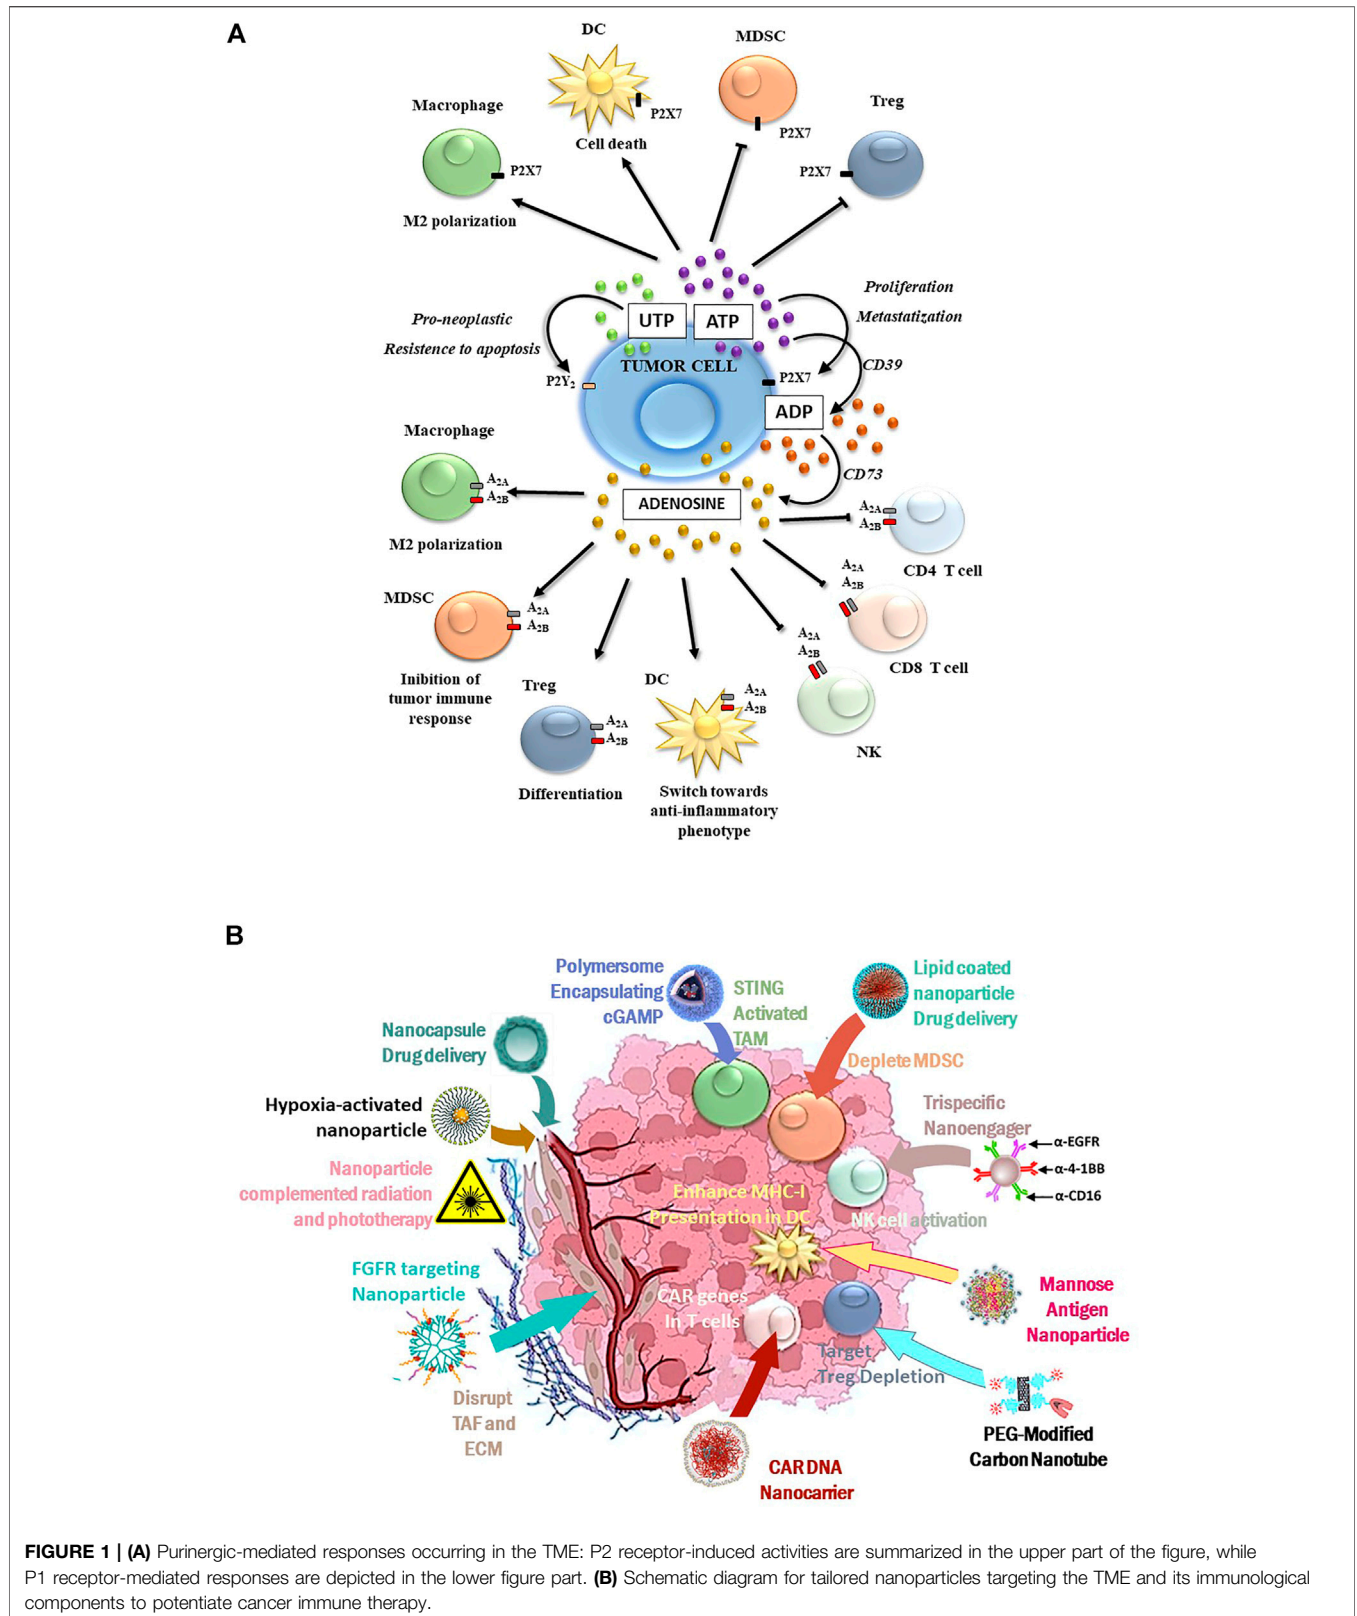 A
DC
P2X7
Cell death
MDSC
P2X7
Macrophage
P2X7
M2 polarization
Treg
P2X7
Pro-neoplastic
Resistence to apoptosis
UTP
ATP
Proliferation
Metastatization
TUMOR CELL
P2Y₂
P2X7
CD39
ADP
CD73
ADENOSINE
Macrophage
A₂A
A₂B
M2 polarization
A₂A
A₂B
CD4 T cell
MDSC
A₂A
A₂B
Inibition of
tumor immune
response
A₂A
A₂B
CD8 T cell
Treg
A₂A
A₂B
Differentiation
DC
A₂A
A₂B
Switch towards
anti-inflammatory
phenotype
A₂A
A₂B
NK
B
Polymersome
Encapsulating
cGAMP
STING
Activated
TAM
Lipid coated
nanoparticle
Drug delivery
Nanocapsule
Drug delivery
Deplete MDSC
Hypoxia-activated
nanoparticle
Trispecific
Nanoengager
α-EGFR
α-4-1BB
α-CD16
Nanoparticle
complemented radiation
and phototherapy
Enhance MHC-I
Presentation in DC
NK cell activation
FGFR targeting
Nanoparticle
CAR genes
In T cells
Mannose
Antigen
Nanoparticle
Target
Treg Depletion
Disrupt
TAF and
ECM
PEG-Modified
Carbon Nanotube
CAR DNA
Nanocarrier
FIGURE 1 | (A) Purinergic-mediated responses occurring in the TME: P2 receptor-induced activities are summarized in the upper part of the figure, while
P1 receptor-mediated responses are depicted in the lower figure part. (B) Schematic diagram for tailored nanoparticles targeting the TME and its immunological
components to potentiate cancer immune therapy.